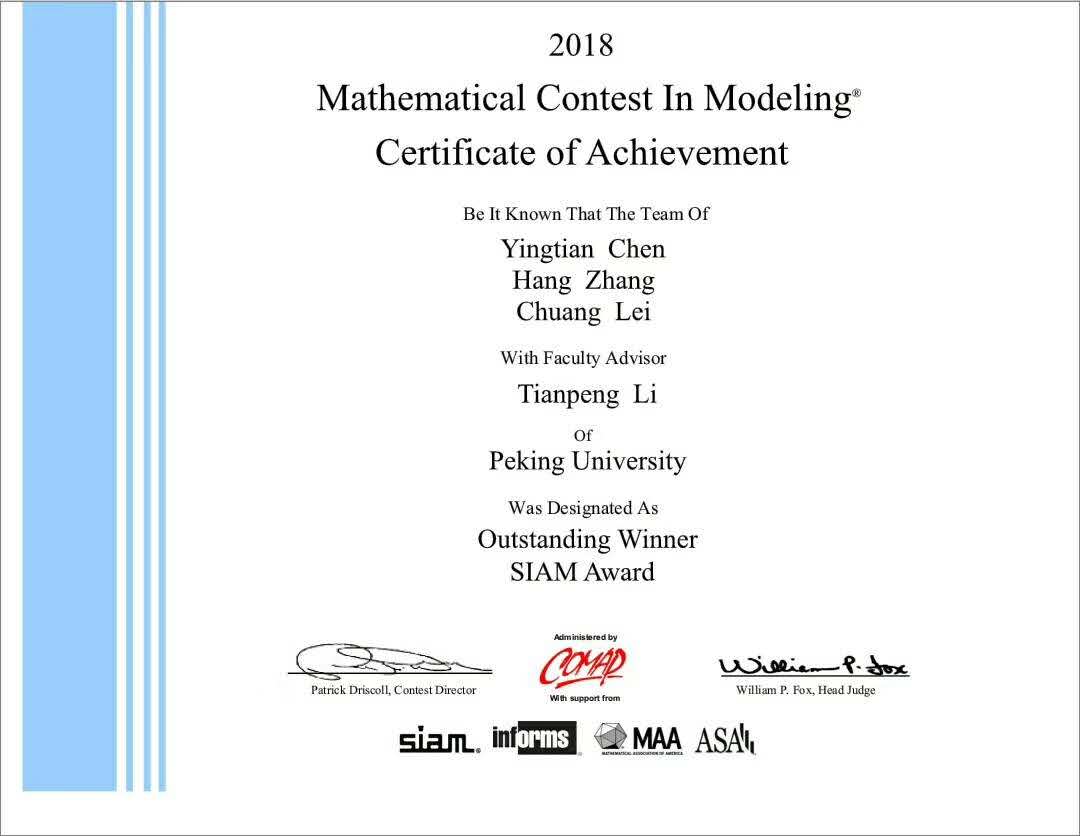 2018
Mathematical Contest In Modeling®
Certificate of Achievement
Be It Known That The Team Of
Yingtian Chen
Hang Zhang
Chuang Lei
With Faculty Advisor
Tianpeng Li
Of
Peking University
Was Designated As
Outstanding Winner
SIAM Award
Administered by
COMAP
With support from
Patrick Driscoll, Contest Director
William P. Fox
William P. Fox, Head Judge
siam®
informs
MAA
MATHEMATICAL ASSOCIATION OF AMERICA
ASA